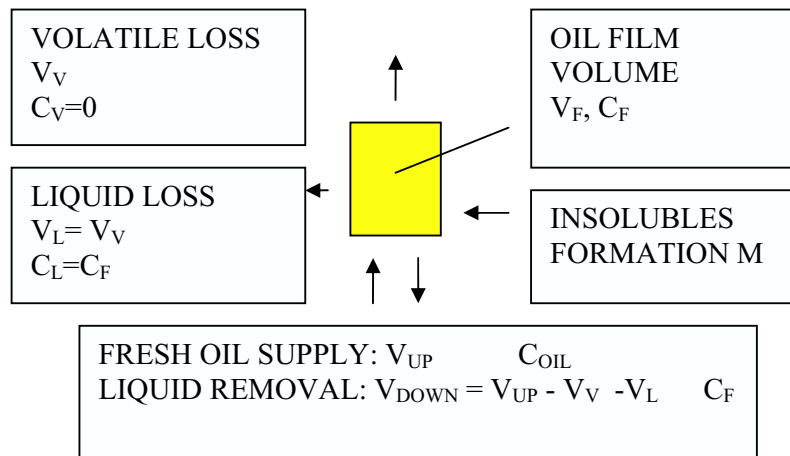 VOLATILE LOSS
V_V
C_V=0
OIL FILM
VOLUME
V_F, C_F
LIQUID LOSS
V_L= V_V
C_L=C_F
INSOLUBLES
FORMATION M
FRESH OIL SUPPLY: V_UP C_OIL
LIQUID REMOVAL: V_DOWN = V_UP - V_V -V_L C_F